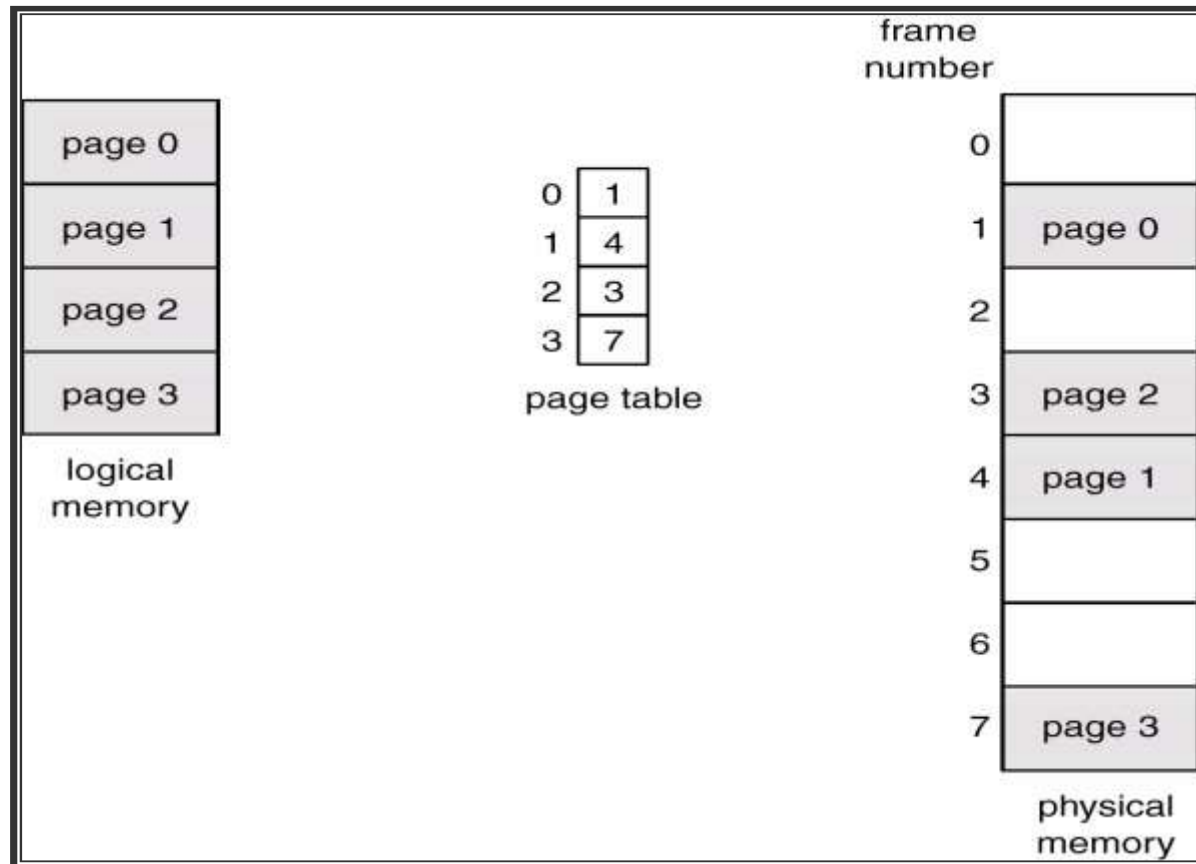 frame
number
page 0
page 1
page 2
page 3
logical
memory
0 1
1 4
2 3
3 7
page table
0
1 page 0
2
3 page 2
4 page 1
5
6
7 page 3
physical
memory